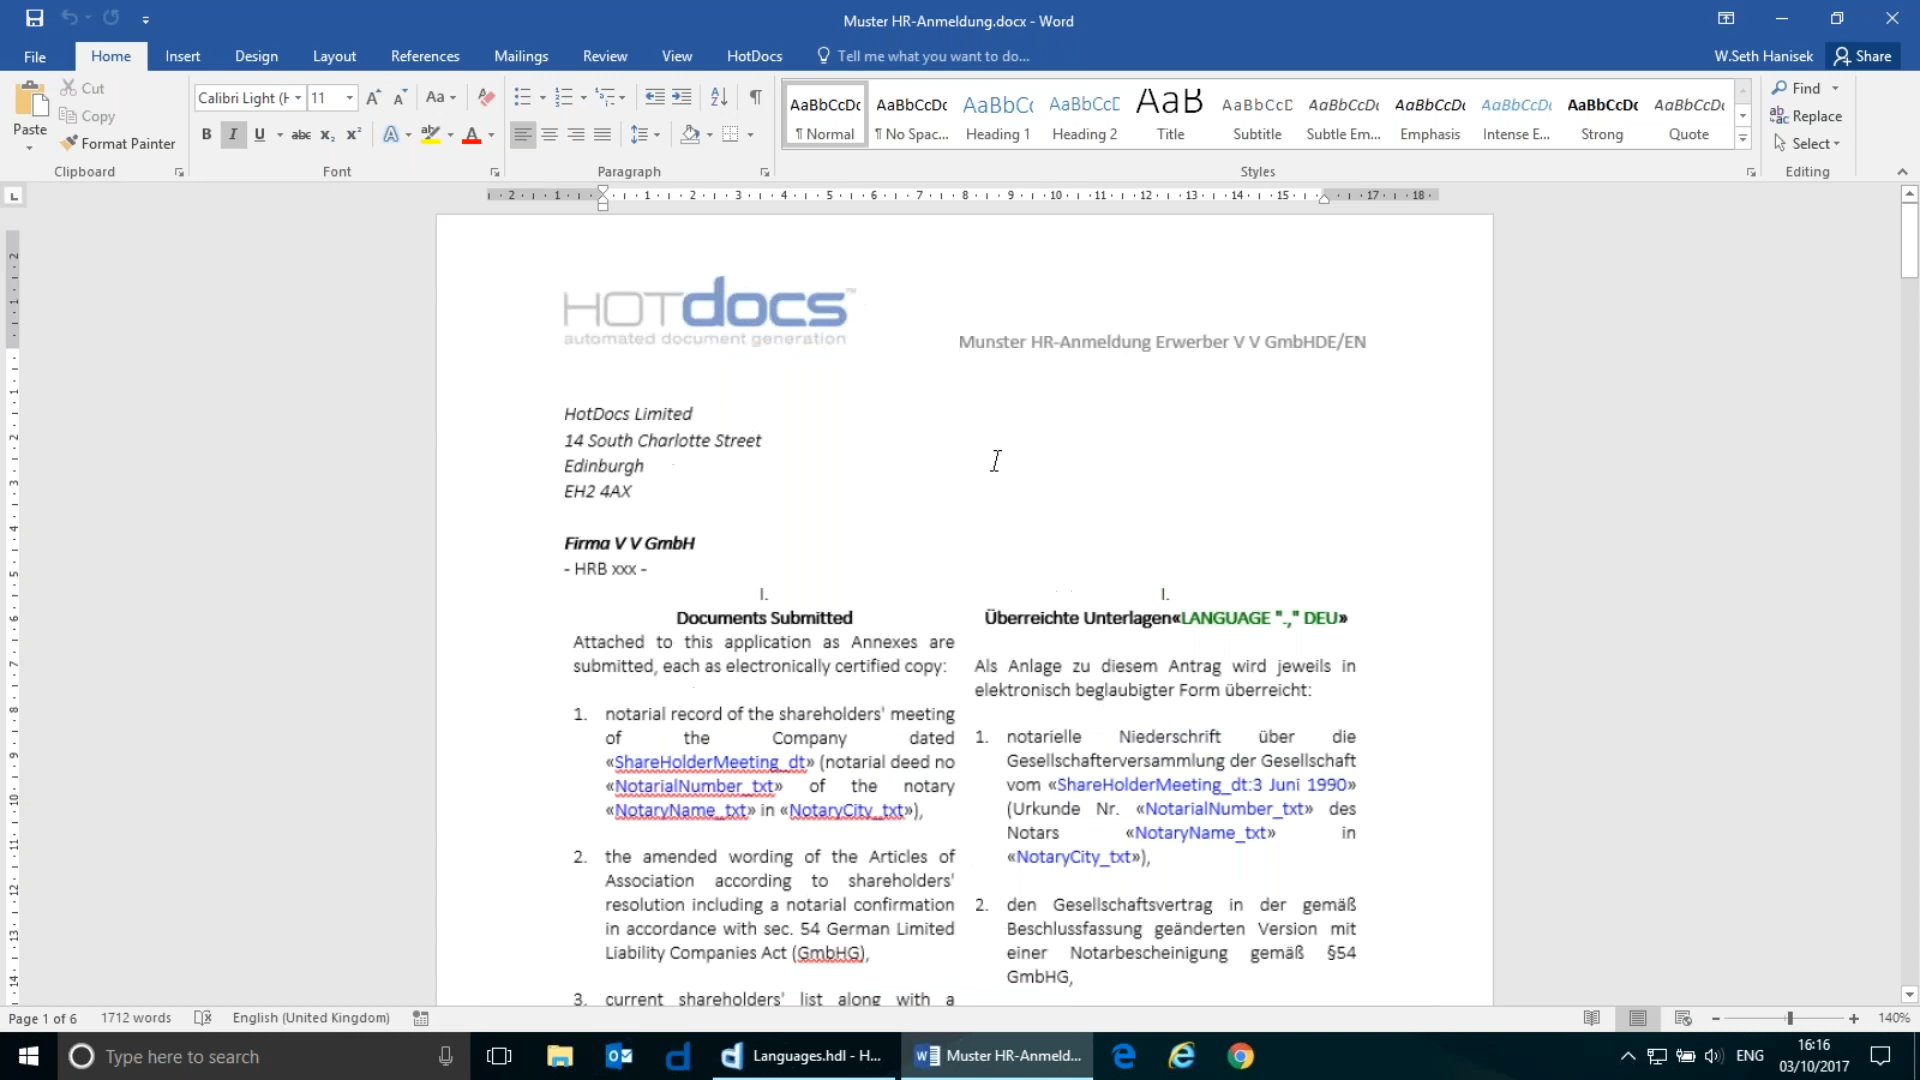 Muster HR-Anmeldung.docx - Word
File Home Insert Design Layout References Mailings Review View HotDocs Tell me what you want to do... W.Seth Hanisek Share
Paste
Cut
Copy
Format Painter
Clipboard
Calibri Light (H 11
Font
Paragraph
AaBbCcDc AaBbCcDc AaBbCc AaBbCcD AaB AaBbCcD AaBbCcDc AaBbCcDc AaBbCcDc AaBbCcDc AaBbCcDc
¶ Normal ¶ No Spac... Heading 1 Heading 2 Title Subtitle Subtle Em... Emphasis Intense E... Strong Quote
Styles
Find
Replace
Select
Editing
HOTdocs™
automated document generation
Munster HR-Anmeldung Erwerber V V GmbHDE/EN
HotDocs Limited
14 South Charlotte Street
Edinburgh
EH2 4AX
Firma V V GmbH
- HRB xxx -
I.
Documents Submitted
Attached to this application as Annexes are
submitted, each as electronically certified copy:
1. notarial record of the shareholders' meeting
of the Company dated
«ShareHolderMeeting_dt» (notarial deed no
«NotarialNumber_txt» of the notary
«NotaryName_txt» in «NotaryCity_txt»),
2. the amended wording of the Articles of
Association according to shareholders'
resolution including a notarial confirmation
in accordance with sec. 54 German Limited
Liability Companies Act (GmbHG),
3. current shareholders' list along with a
I.
Überreichte Unterlagen«LANGUAGE ".," DEU»
Als Anlage zu diesem Antrag wird jeweils in
elektronisch beglaubigter Form überreicht:
1. notarielle Niederschrift über die
Gesellschafterversammlung der Gesellschaft
vom «ShareHolderMeeting_dt:3 Juni 1990»
(Urkunde Nr. «NotarialNumber_txt» des
Notars «NotaryName_txt» in
«NotaryCity_txt»),
2. den Gesellschaftsvertrag in der gemäß
Beschlussfassung geänderten Version mit
einer Notarbescheinigung gemäß §54
GmbHG,
Page 1 of 6 1712 words English (United Kingdom) 140%
Type here to search Languages.hdl - H... Muster HR-Anmeld... ENG 16:16
03/10/2017